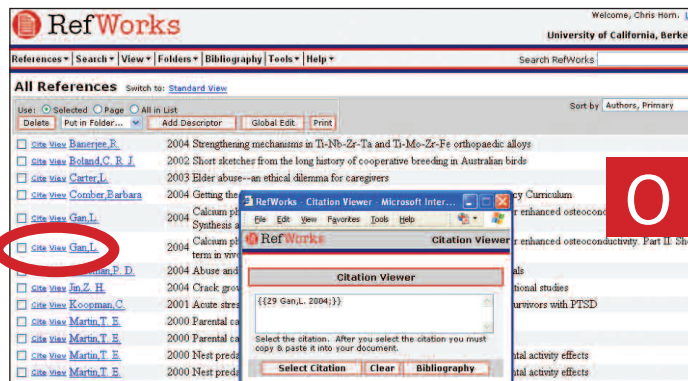 Welcome, Chris Horn.
RefWorks
University of California, Berke
References View Search View Folders Bibliography Tools Help
Search RefWorks
All References Switch to: Standard View
Use: Selected Page All in List
Sort by Authors, Primary
Delete Put in Folder... Add Descriptor Global Edit Print
Cite View Banerjee,R. 2004 Strengthening mechanisms in Ti-Nb-Zr-Ta and Ti-Mo-Zr-Fe orthopaedic alloys
Cite View Boland,C. R. J. 2002 Short sketches from the long history of cooperative breeding in Australian birds
Cite View Carter,L. 2003 Elder abuse--an ethical dilemma for caregivers
Cite View Comber,Barbara 2004 Getting the cy Curriculum
Cite View Gan,L. 2004 Calcium ph r enhanced osteocond
Synthesis a
Cite View Gan,L. 2004 Calcium ph r enhanced osteoconductivity. Part II: Sho
term in viv
man,P. D. 2004 Abuse and als
Cite View Jin,Z. H. 2004 Crack grou tional studies
Cite View Koopman,C. 2001 Acute stres urvivors with PTSD
Cite View Martin,T. E. 2000 Parental ca
Cite View Martin,T. E. 2000 Parental ca
Cite View Martin,T. E. 2000 Nest preda ntal activity effects
Cite View Martin,T. E. 2000 Nest preda ntal activity effects
RefWorks - Citation Viewer - Microsoft Inter...
File Edit View Favorites Tools Help
RefWorks Citation Viewer
Citation Viewer
{{29 Gan,L. 2004;}}
Select the citation. After you select the citation you must
copy & paste it into your document.
Select Citation Clear Bibliography
O